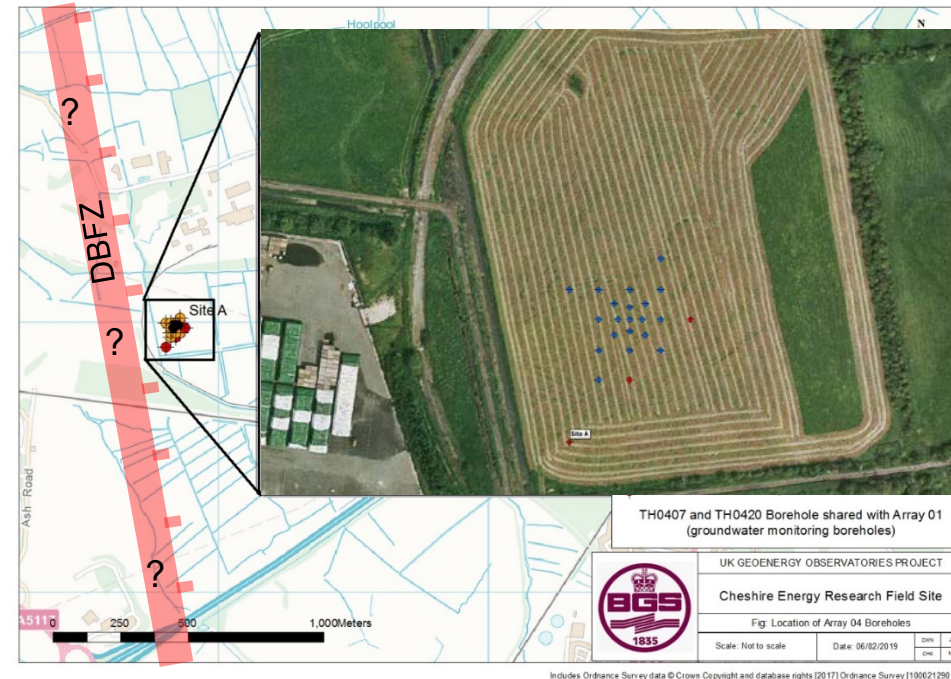 Hoolpool
N
?
DBFZ
Site A
?
Site A
Ash Road
?
A5117
0 250 500 1,000Meters
TH0407 and TH0420 Borehole shared with Array 01
(groundwater monitoring boreholes)
BGS
1835
UK GEOENERGY OBSERVATORIES PROJECT
Cheshire Energy Research Field Site
Fig: Location of Array 04 Boreholes
Scale: Not to scale
Date: 06/02/2019
DWN
CHK
Includes Ordnance Survey data © Crown Copyright and database rights [2017] Ordnance Survey [100021290